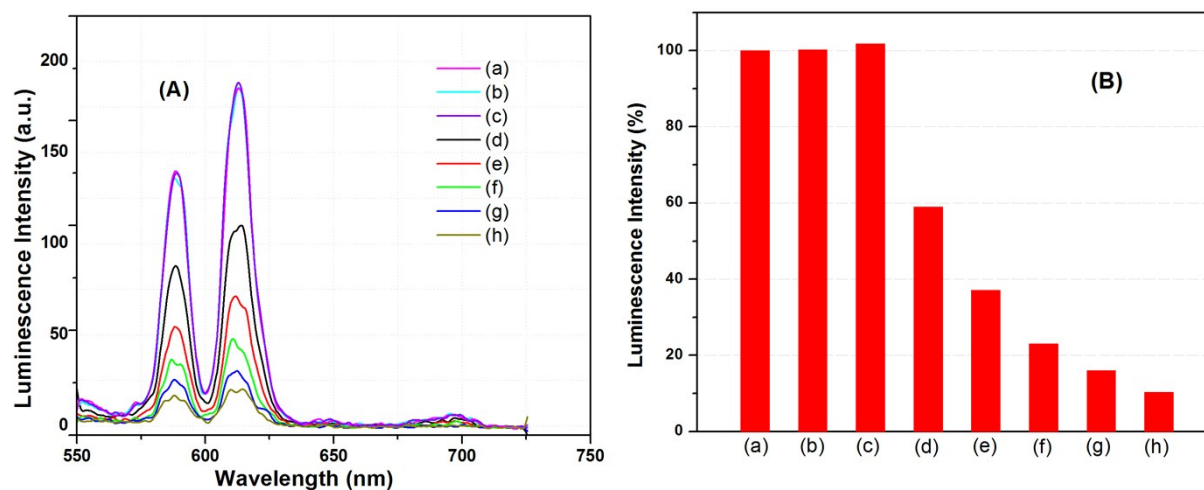 (A)
200
150
100
50
0
Luminescence Intensity (a.u.)
(a)
(b)
(c)
(d)
(e)
(f)
(g)
(h)
550 600 650 700 750
Wavelength (nm)
(B)
100
80
60
40
20
0
Luminescence Intensity (%)
(a) (b) (c) (d) (e) (f) (g) (h)